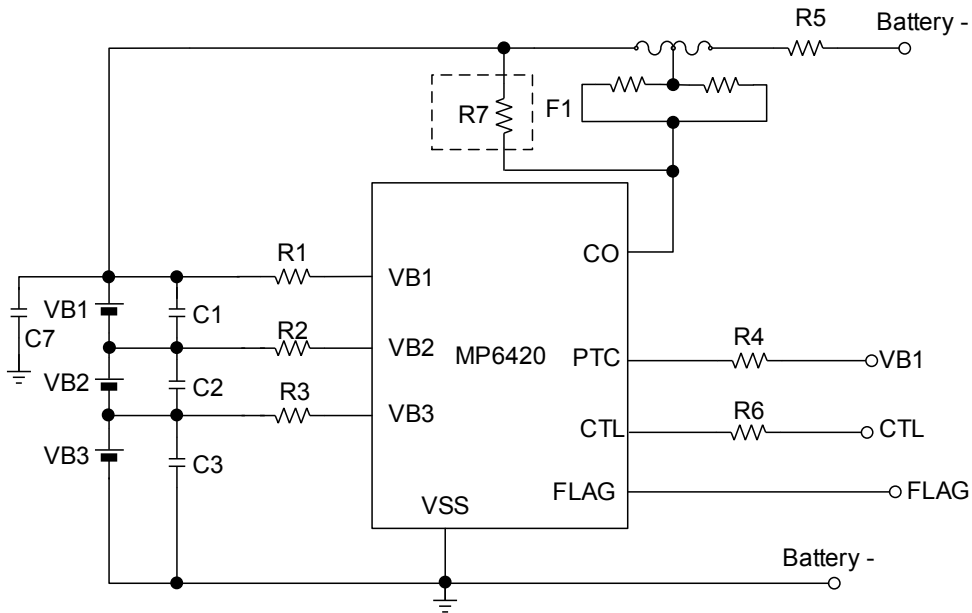 R5
Battery -
R7
F1
R1
CO
VB1
VB1
C7
C1
R2
R4
VB2
MP6420
PTC
VB1
VB2
C2
R3
R6
VB3
CTL
CTL
VB3
C3
FLAG
FLAG
VSS
Battery -